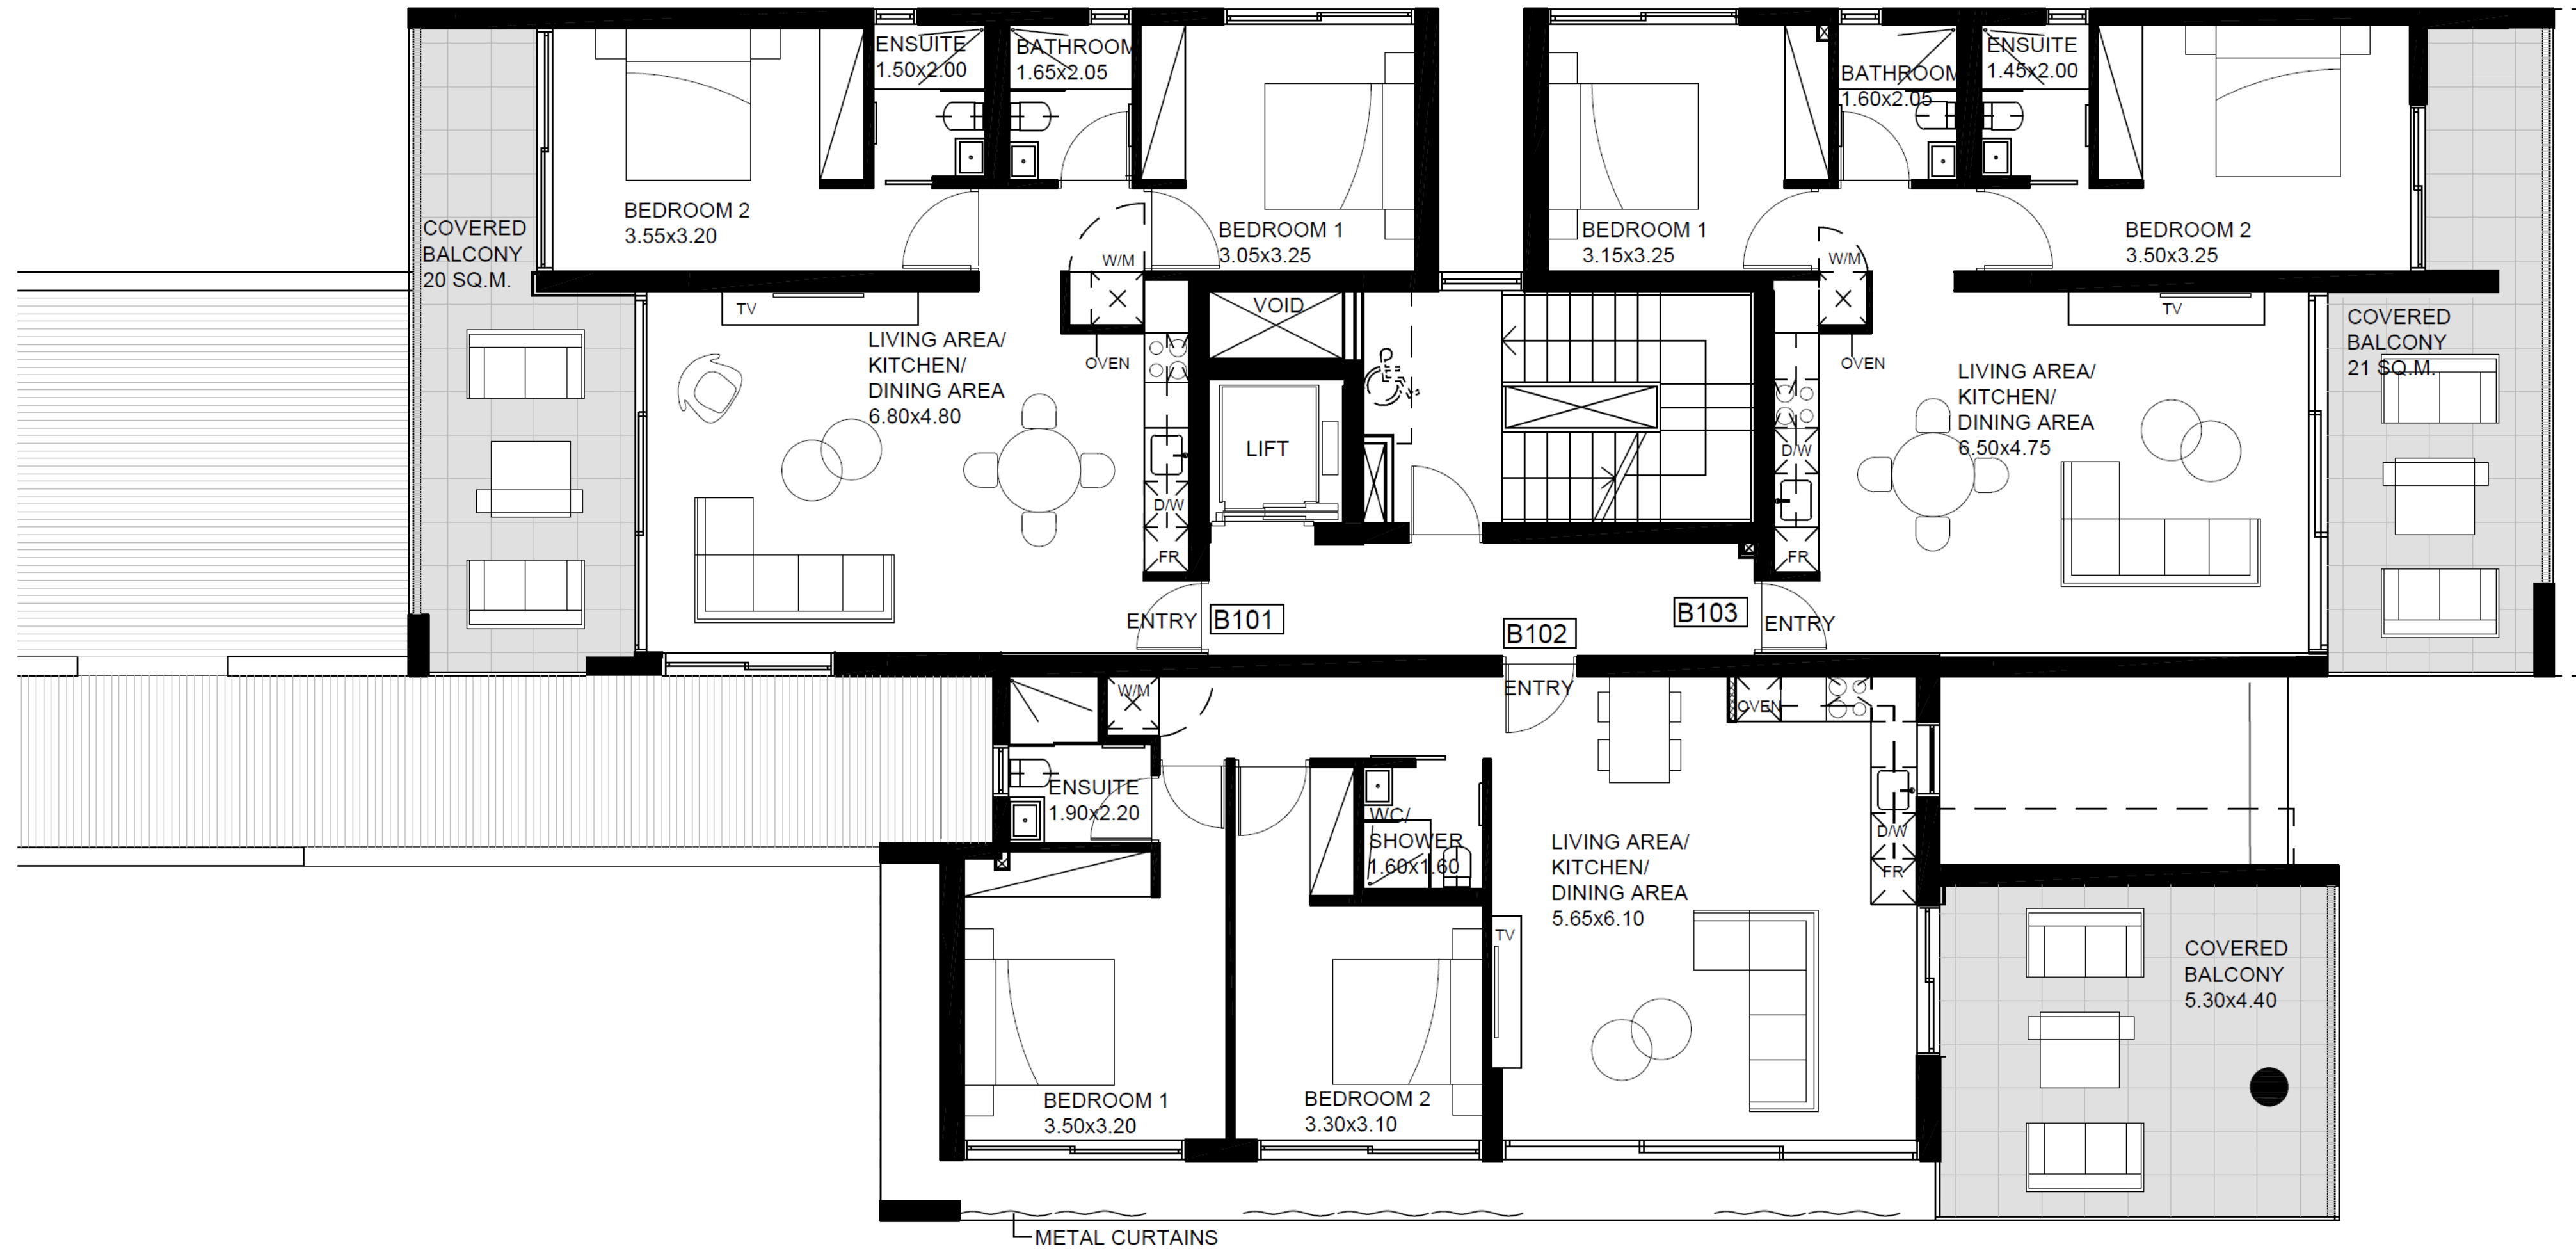 ENSUITE
1.50x2.00
BATHROOM
1.65x2.05
BEDROOM 2
3.55x3.20
BEDROOM 1
3.05x3.25
COVERED
BALCONY
20 SQ.M.
W/M
TV
OVEN
LIVING AREA/
KITCHEN/
DINING AREA
6.80x4.80
D/W
FR
ENTRY
B101
VOID
LIFT
BATHROOM
1.60x2.05
ENSUITE
1.45x2.00
BEDROOM 1
3.15x3.25
BEDROOM 2
3.50x3.25
W/M
TV
OVEN
COVERED
BALCONY
21 SQ.M.
LIVING AREA/
KITCHEN/
DINING AREA
6.50x4.75
D/W
FR
B103
ENTRY
B102
ENTRY
W/M
OVEN
ENSUITE
1.90x2.20
WC/
SHOWER
1.60x1.60
LIVING AREA/
KITCHEN/
DINING AREA
5.65x6.10
D/W
FR
TV
COVERED
BALCONY
5.30x4.40
BEDROOM 1
3.50x3.20
BEDROOM 2
3.30x3.10
METAL CURTAINS